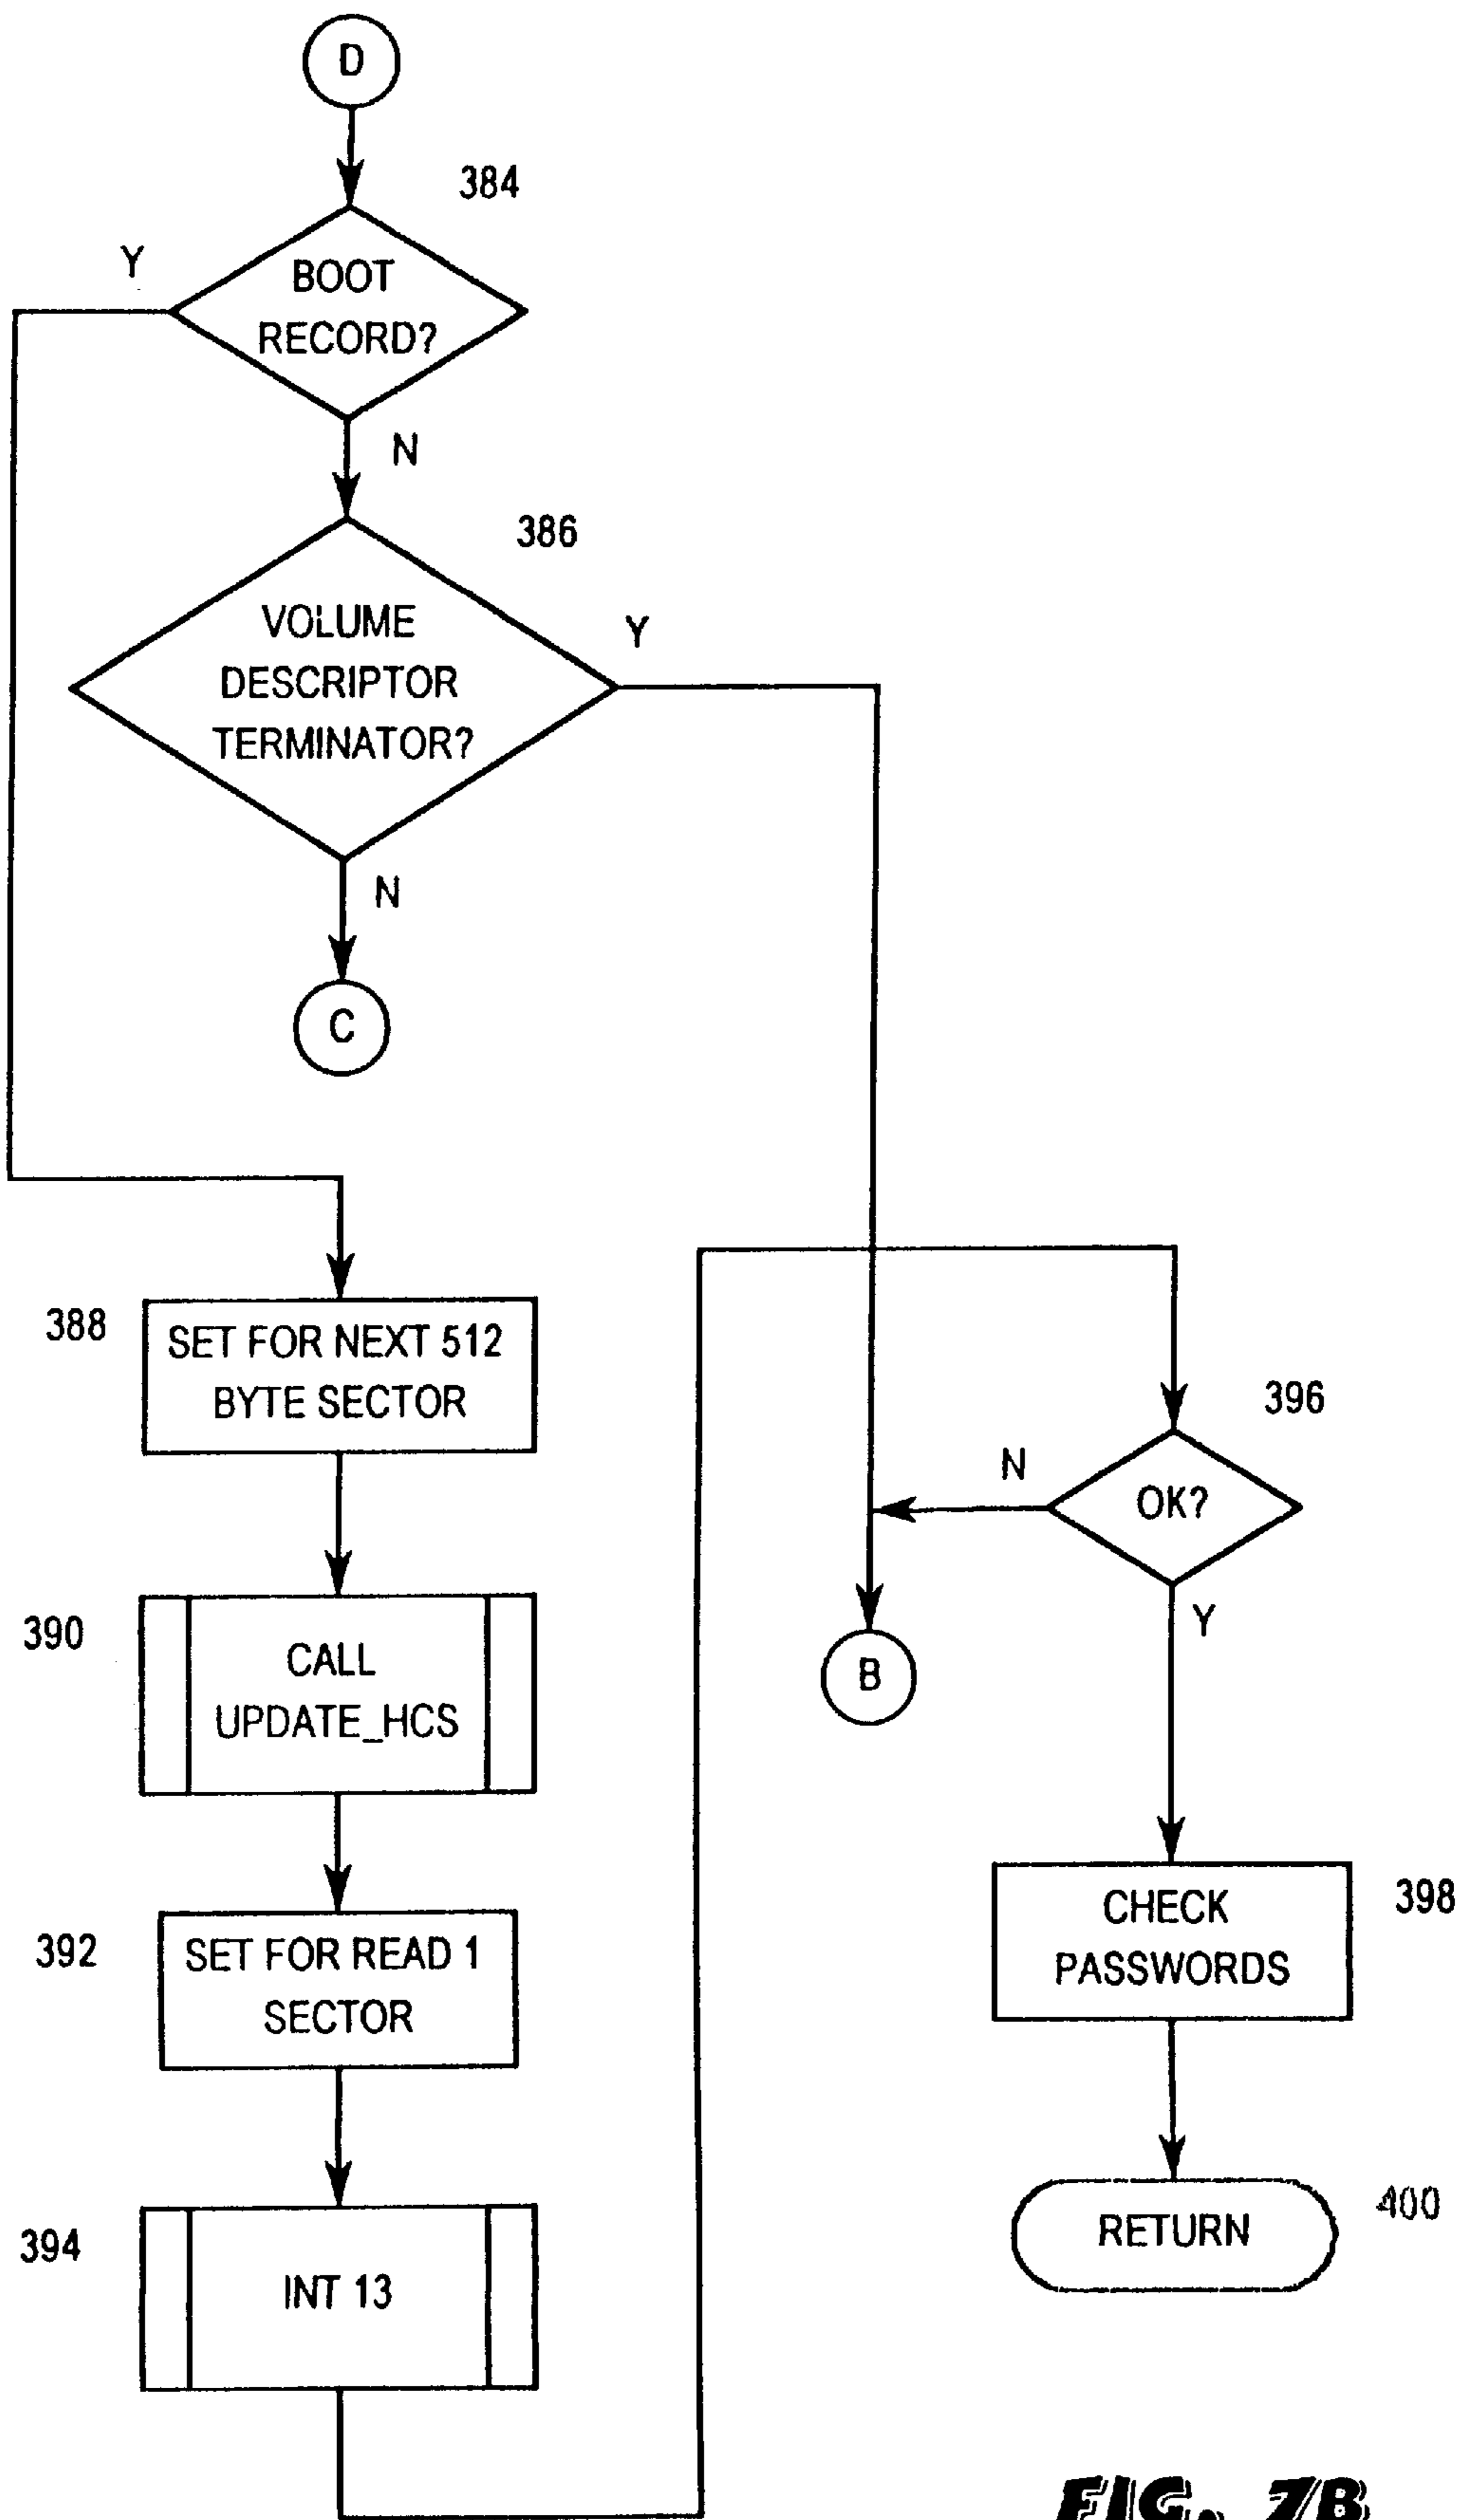 D
384
Y
BOOT
RECORD?
N
386
VOLUME
DESCRIPTOR
TERMINATOR?
Y
N
C
388
SET FOR NEXT 512
BYTE SECTOR
390
CALL
UPDATE_HCS
392
SET FOR READ 1
SECTOR
394
INT 13
396
OK?
N
Y
B
CHECK
PASSWORDS
398
RETURN
400
FIG. 7B